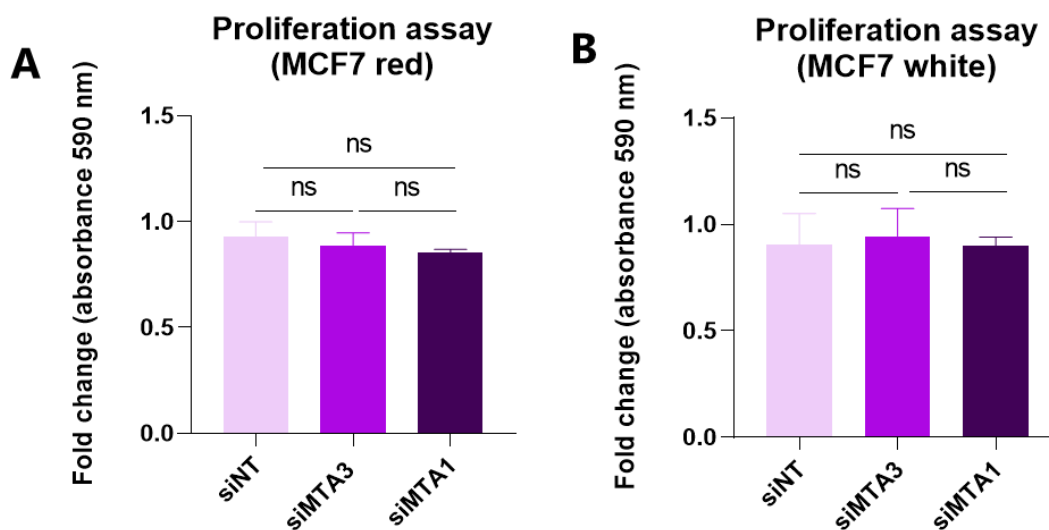 A
Proliferation assay
(MCF7 red)
Fold change (absorbance 590 nm)
1.5
1.0
0.5
0.0
ns
ns
ns
siNT
siMTA3
siMTA1
B
Proliferation assay
(MCF7 white)
Fold change (absorbance 590 nm)
1.5
1.0
0.5
0.0
ns
ns
ns
siNT
siMTA3
siMTA1